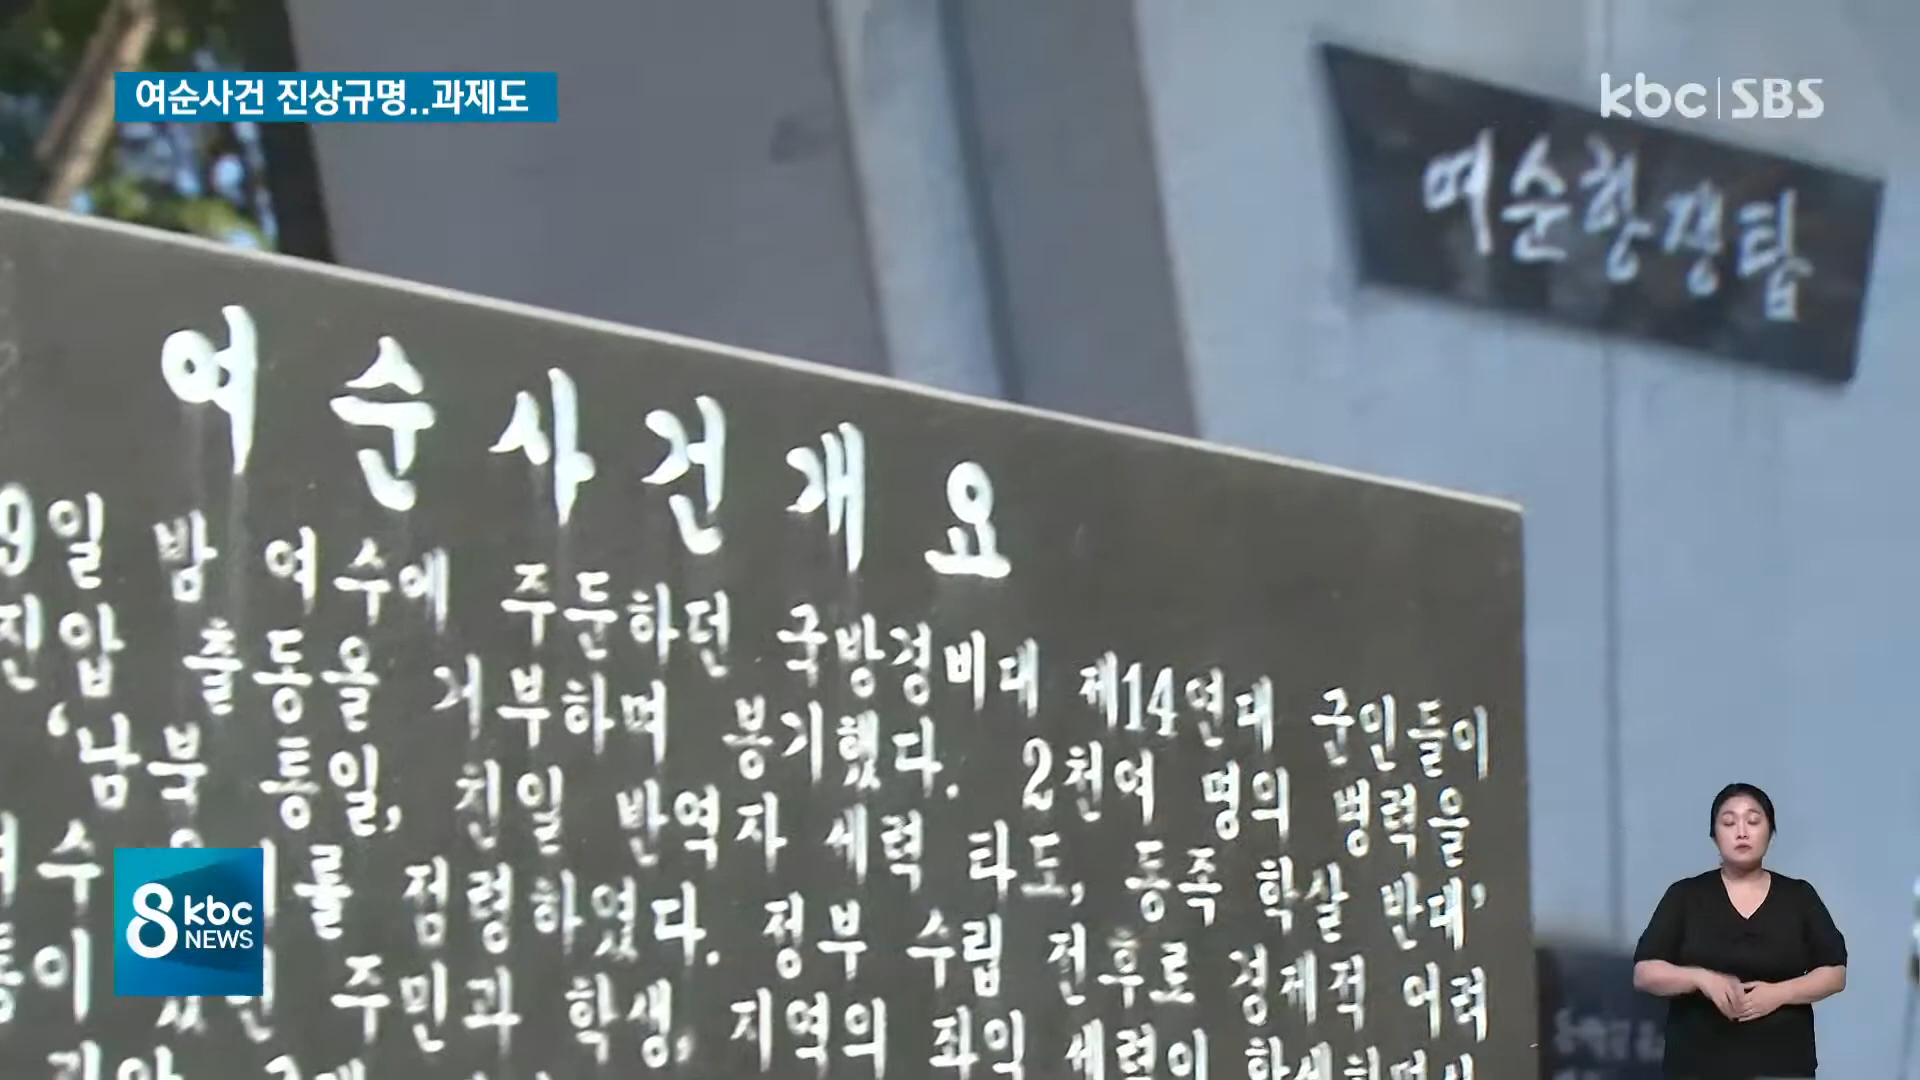 여순사건 진상규명..과제도
kbc SBS
여순항쟁탑
여순사건개요
9일 밤 여수에 주둔하던 국방경비대 제14연대 군인들이
진압 출동을 거부하며 봉기했다. 2천여 명의 병력을
'남북 통일, 친일 반역자 세력 타도, 동족 학살 반대'
수 를 점령하였다. 정부 수립 전후로 경제적 어려
주민과 학생, 지역의 좌익 세력이
8 kbc
NEWS